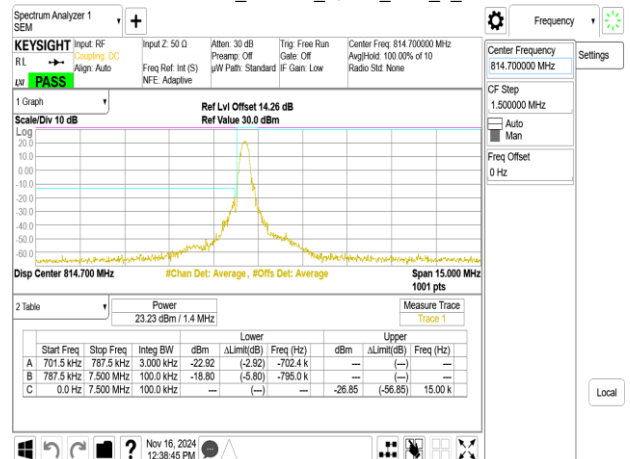 Spectrum Analyzer 1
SEM
+
Frequency
KEYSIGHT
RL
LXI PASS
Input: RF
Coupling: DC
Align: Auto
Input Z: 50 Ω
Freq Ref: Int (S)
NFE: Adaptive
Atten: 30 dB
Preamp: Off
µW Path: Standard
Trig: Free Run
Gate: Off
IF Gain: Low
Center Freq: 814.700000 MHz
Avg|Hold: 100.00% of 10
Radio Std: None
Center Frequency
814.700000 MHz
Settings
CF Step
1.500000 MHz
Auto
Man
Freq Offset
0 Hz
Local
1 Graph
Scale/Div 10 dB
Ref Lvl Offset 14.26 dB
Ref Value 30.0 dBm
Log
20.0
10.0
0.00
-10.0
-20.0
-30.0
-40.0
-50.0
-60.0
Disp Center 814.700 MHz
#Chan Det: Average, #Offs Det: Average
Span 15.000 MHz
1001 pts
2 Table
Power
23.23 dBm / 1.4 MHz
Measure Trace
Trace 1
Lower Upper
Start Freq Stop Freq Integ BW dBm ΔLimit(dB) Freq (Hz) dBm ΔLimit(dB) Freq (Hz)
A 701.5 kHz 787.5 kHz 3.000 kHz -22.92 (-2.92) -702.4 k --- (---) ---
B 787.5 kHz 7.500 MHz 100.0 kHz -18.80 (-5.80) -795.0 k --- (---) ---
C 0.0 Hz 7.500 MHz 100.0 kHz --- (---) --- -26.85 (-56.85) 15.00 k
?
Nov 16, 2024
12:38:45 PM